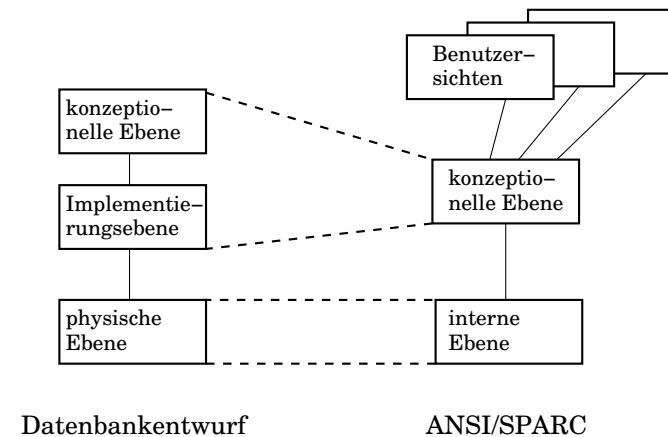 Benutzer–
sichten
konzeptio–
nelle Ebene
konzeptio–
nelle Ebene
Implementie–
rungsebene
physische
Ebene
interne
Ebene
Datenbankentwurf
ANSI/SPARC